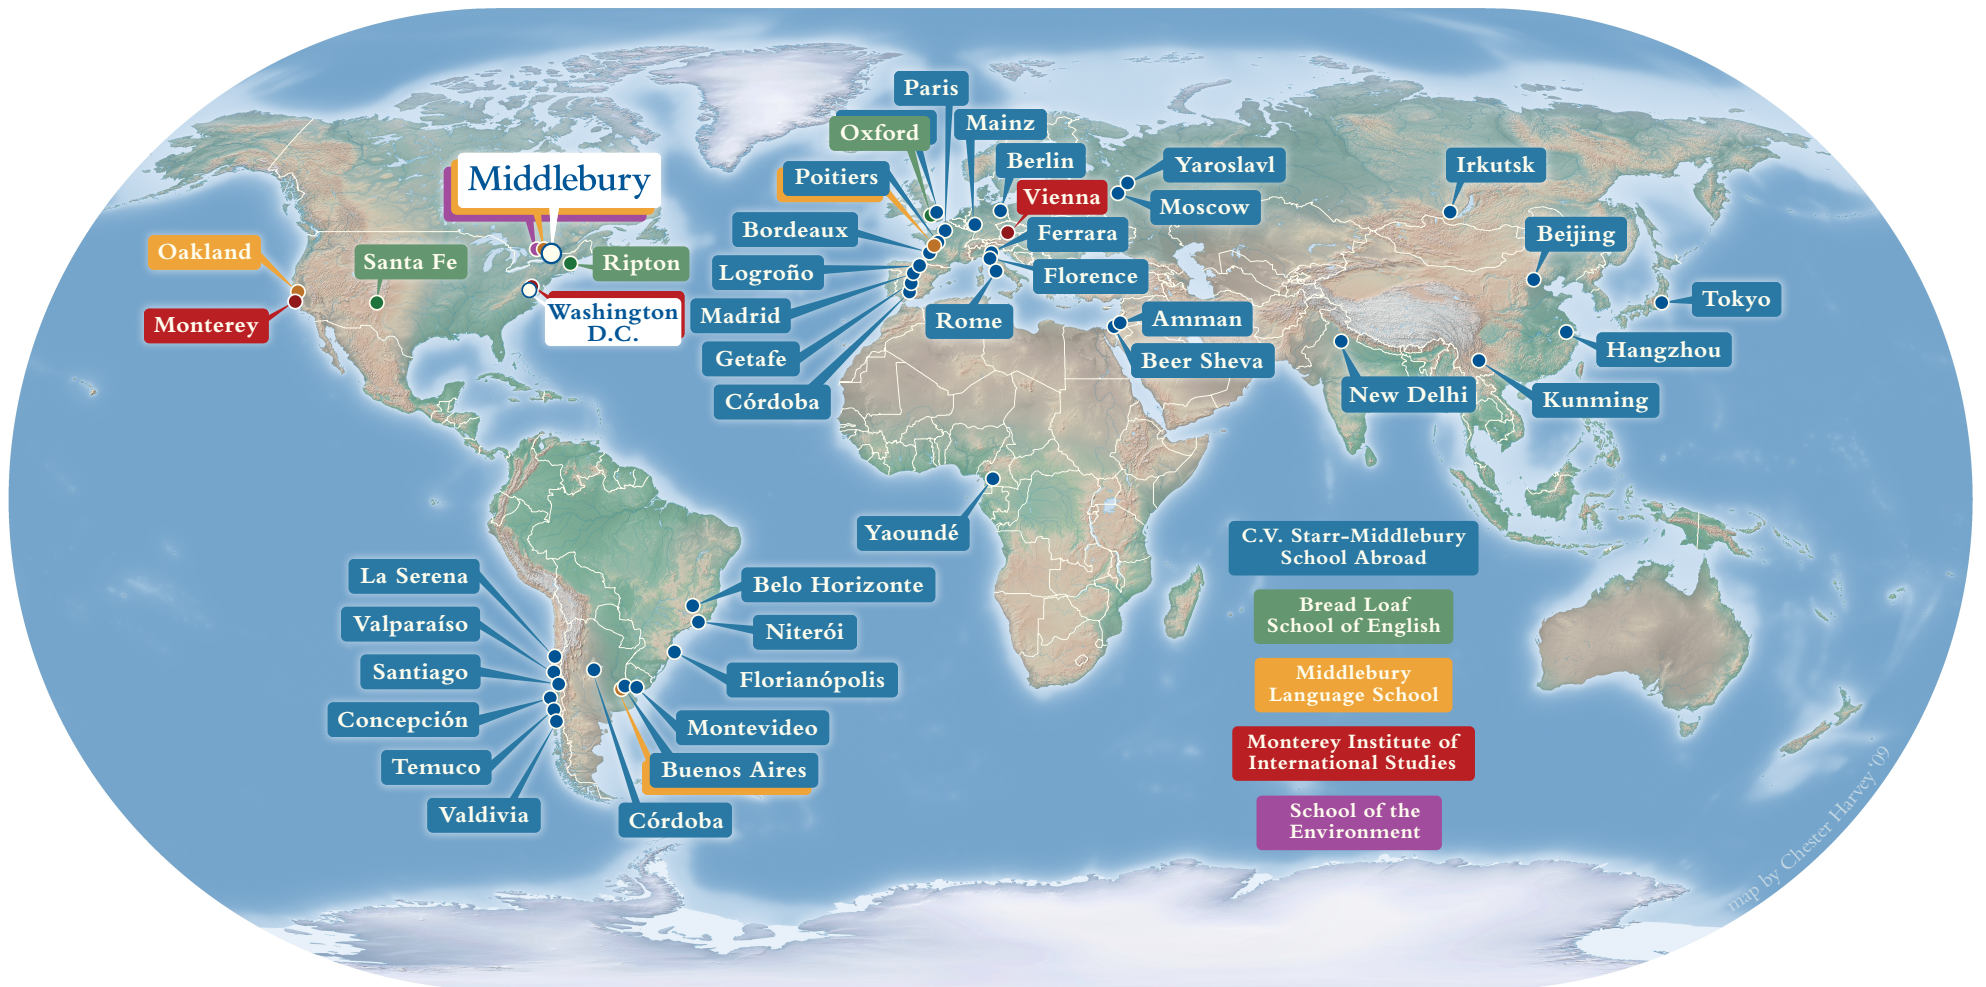 Paris
Oxford
Mainz
Berlin
Poitiers
Vienna
Yaroslavl
Moscow
Irkutsk
Middlebury
Bordeaux
Ferrara
Beijing
Oakland
Santa Fe
Ripton
Logroño
Florence
Tokyo
Monterey
Washington
D.C.
Madrid
Rome
Amman
Hangzhou
Getafe
Beer Sheva
New Delhi
Kunming
Córdoba
Yaoundé
La Serena
Valparaíso
Santiago
Concepción
Temuco
Valdivia
Belo Horizonte
Niterói
Florianópolis
Montevideo
Buenos Aires
Córdoba
C.V. Starr-Middlebury
School Abroad
Bread Loaf
School of English
Middlebury
Language School
Monterey Institute of
International Studies
School of the
Environment
map by Chester Harvey '09